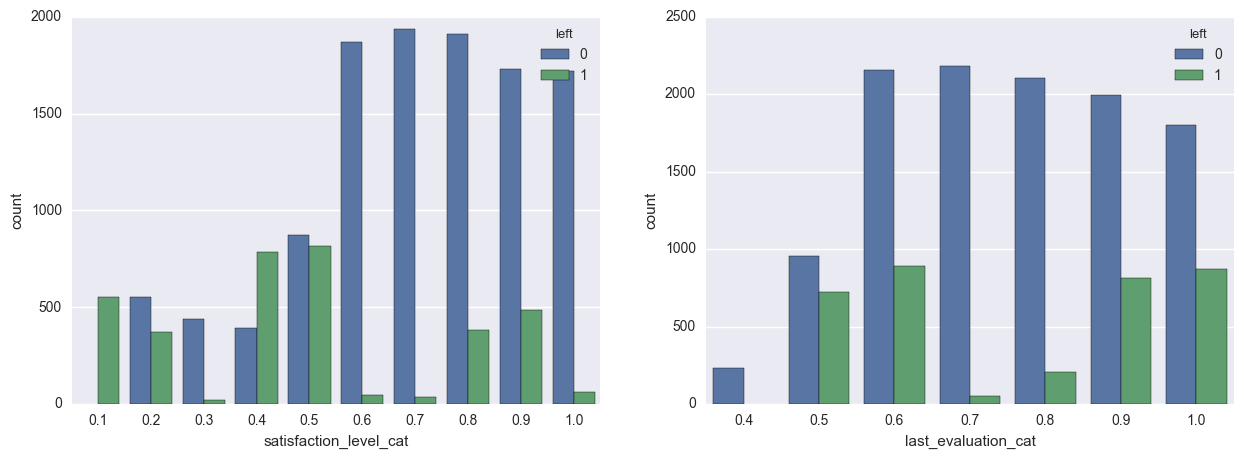 2000
1500
1000
500
0
count
0.1 0.2 0.3 0.4 0.5 0.6 0.7 0.8 0.9 1.0
satisfaction_level_cat
left
0
1
2500
2000
1500
1000
500
0
count
0.4 0.5 0.6 0.7 0.8 0.9 1.0
last_evaluation_cat
left
0
1